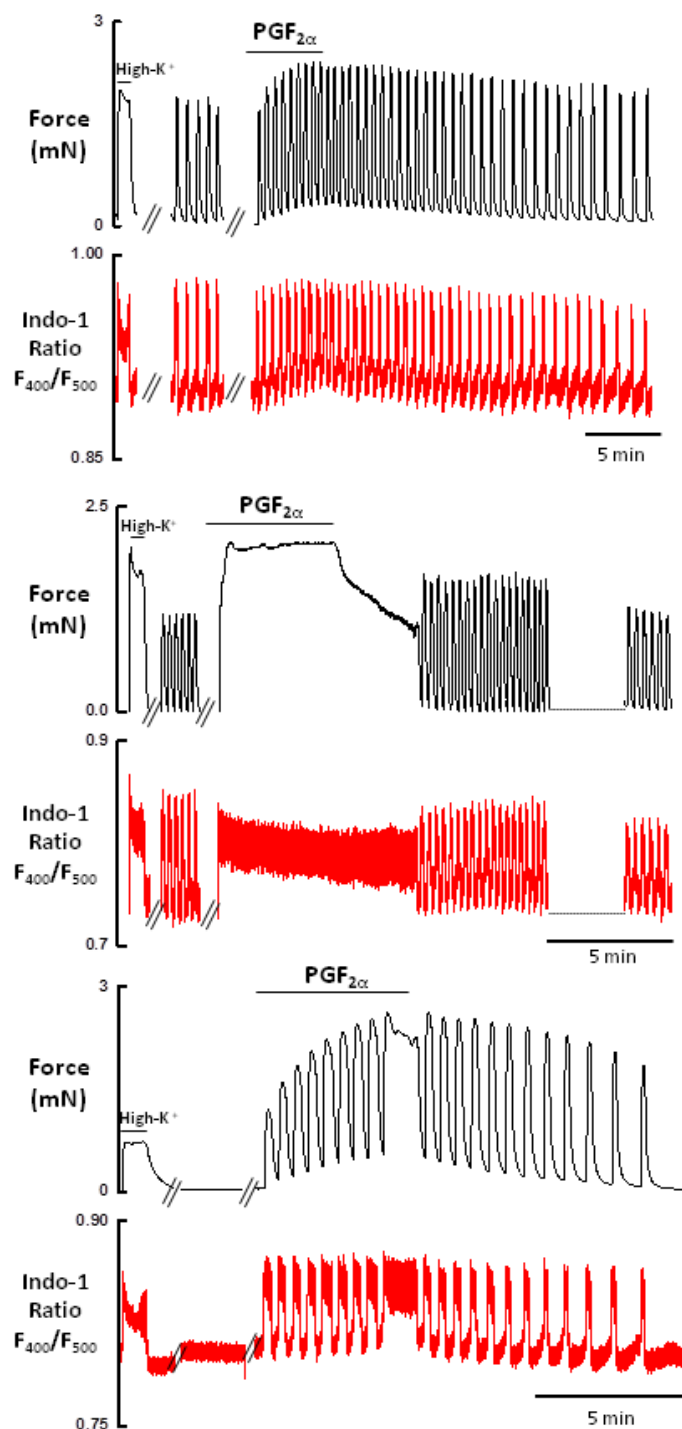 3
PGF2α
High-K+
Force
(mN)
0
1.00
Indo-1
Ratio
F400/F500
0.85
5 min
2.5
PGF2α
High-K+
Force
(mN)
0.0
0.9
Indo-1
Ratio
F400/F500
0.7
5 min
3
PGF2α
Force
(mN)
High-K+
0
0.90
Indo-1
Ratio
F400/F500
0.75
5 min